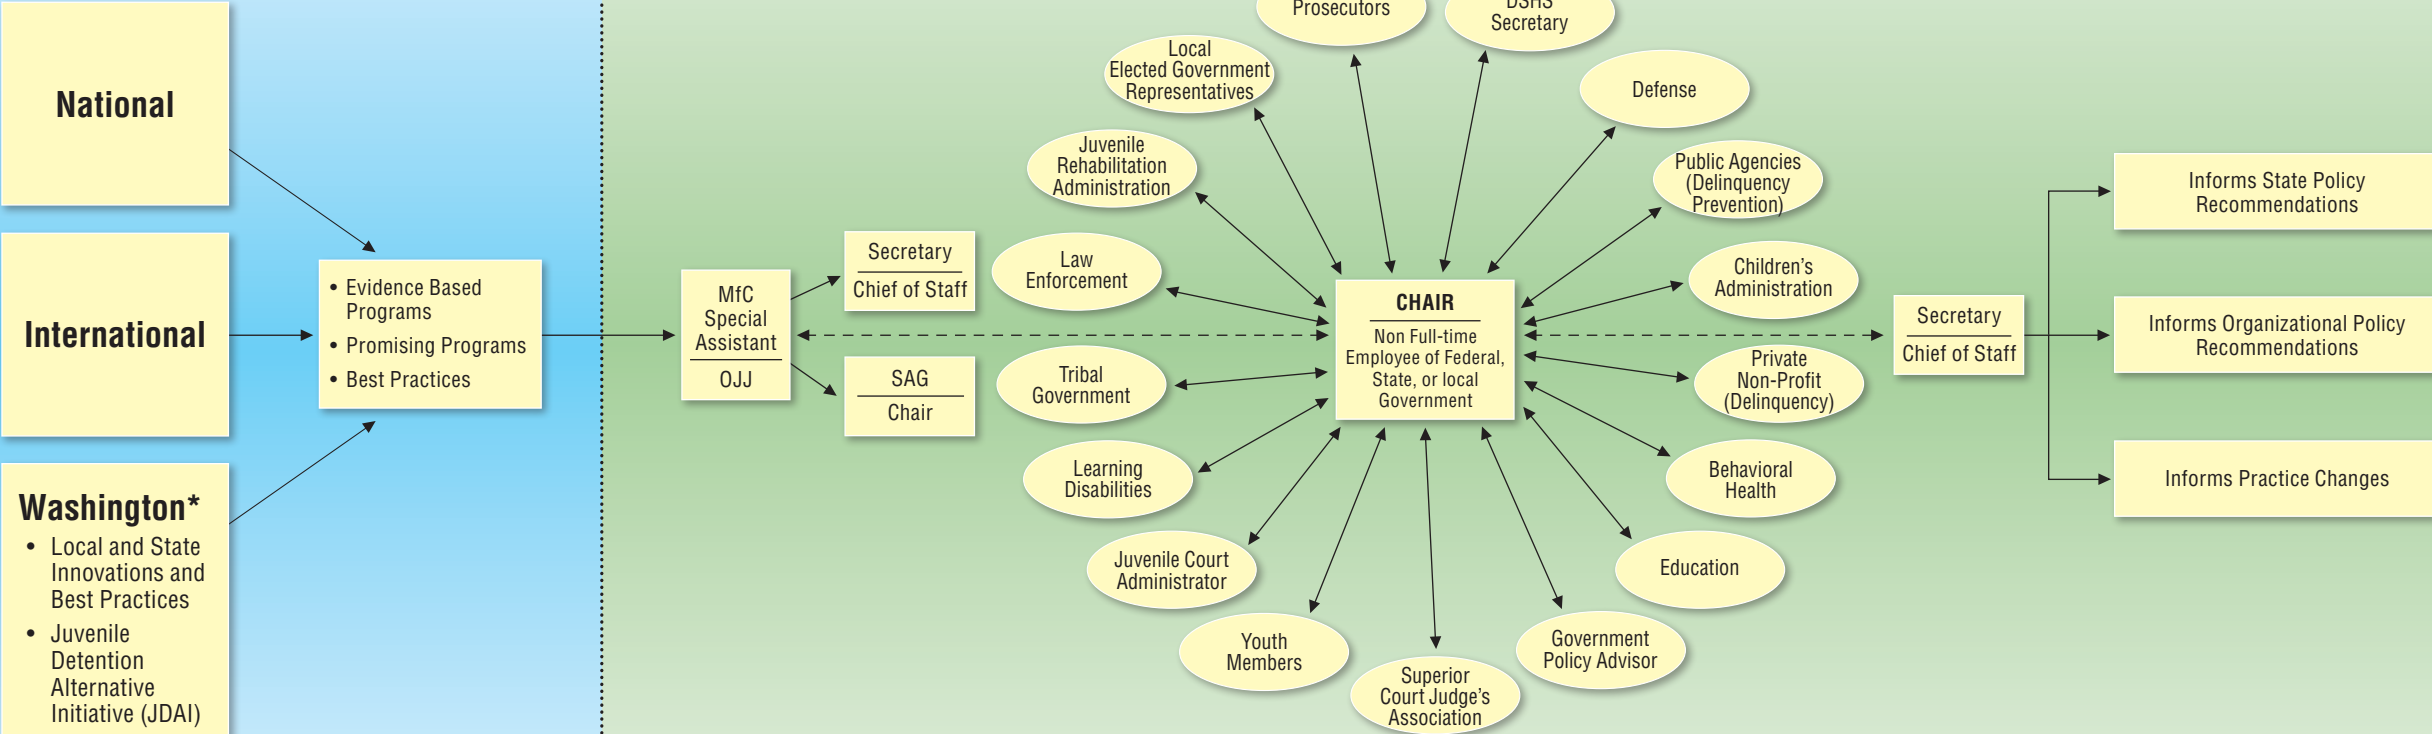 National
International
Washington*
• Local and State
Innovations and
Best Practices
• Juvenile
Detention
Alternative
Initiative (JDAI)
• Evidence Based
Programs
• Promising Programs
• Best Practices
MfC
Special
Assistant
OJJ
Secretary
Chief of Staff
SAG
Chair
Prosecutors
DSHS
Secretary
Local
Elected Government
Representatives
Defense
Juvenile
Rehabilitation
Administration
Public Agencies
(Delinquency
Prevention)
Law
Enforcement
Children's
Administration
CHAIR
Non Full-time
Employee of Federal,
State, or local
Government
Tribal
Government
Private
Non-Profit
(Delinquency)
Learning
Disabilities
Behavioral
Health
Juvenile Court
Administrator
Education
Youth
Members
Government
Policy Advisor
Superior
Court Judge's
Association
Secretary
Chief of Staff
Informs State Policy
Recommendations
Informs Organizational Policy
Recommendations
Informs Practice Changes